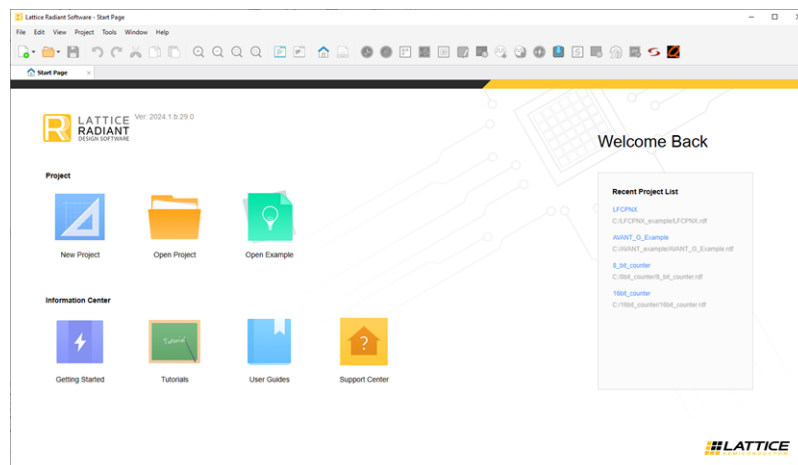 Lattice Radiant Software - Start Page
File Edit View Project Tools Window Help
Start Page
LATTICE
RADIANT
DESIGN SOFTWARE
Ver. 2024.1.b.29.0
Welcome Back
Project
New Project
Open Project
Open Example
Recent Project List
LFCPNX
C:/LFCPNX_example/LFCPNX.rdf
AVANT_G_Example
C:/AVANT_example/AVANT_G_Example.rdf
8_bit_counter
C:/8bit_counter/8_bit_counter.rdf
16bit_counter
C:/16bit_counter/16bit_counter.rdf
Information Center
Tutorial
Getting Started
Tutorials
User Guides
Support Center
LATTICE
SEMICONDUCTOR